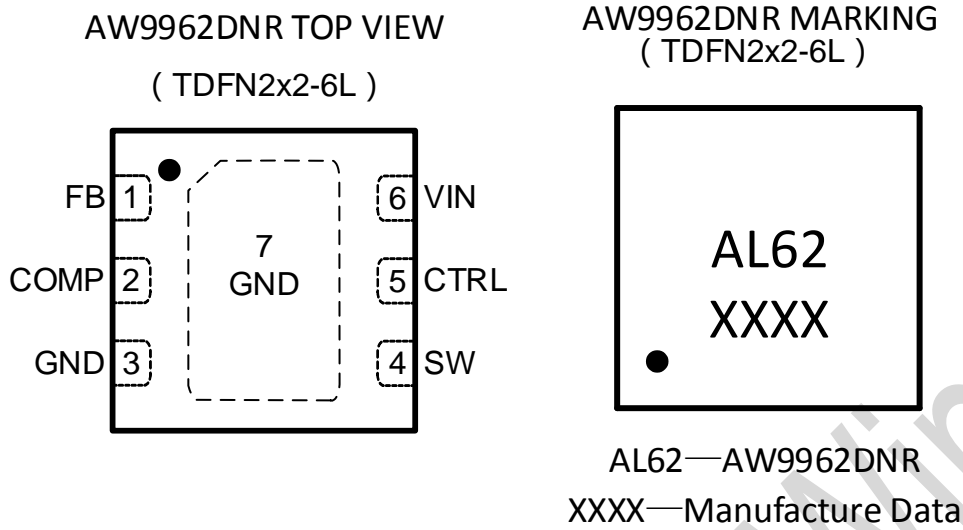 AW9962DNR TOP VIEW
( TDFN2x2-6L )
FB 1
COMP 2
GND 3
7
GND
6 VIN
5 CTRL
4 SW
AW9962DNR MARKING
( TDFN2x2-6L )
AL62
XXXX
AL62—AW9962DNR
XXXX—Manufacture Data